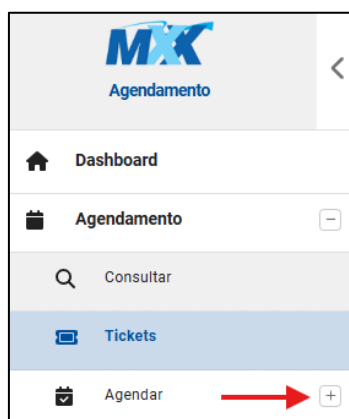 MXK
Agendamento
Dashboard
Agendamento
Consultar
Tickets
Agendar